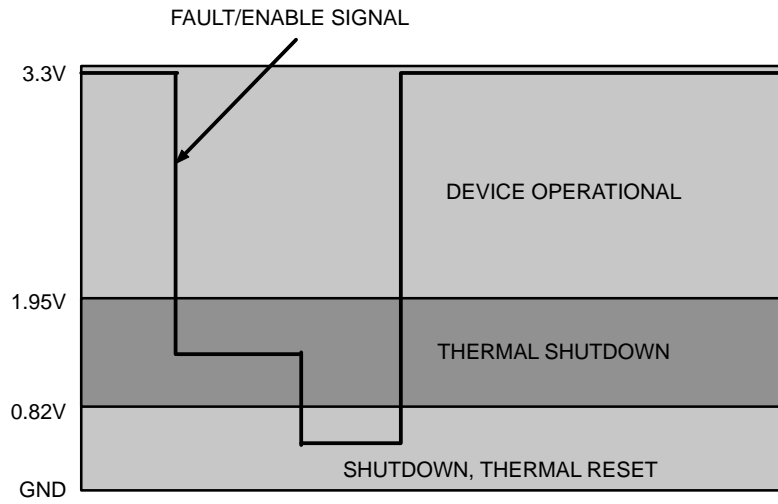 FAULT/ENABLE SIGNAL
3.3V
DEVICE OPERATIONAL
1.95V
THERMAL SHUTDOWN
0.82V
SHUTDOWN, THERMAL RESET
GND